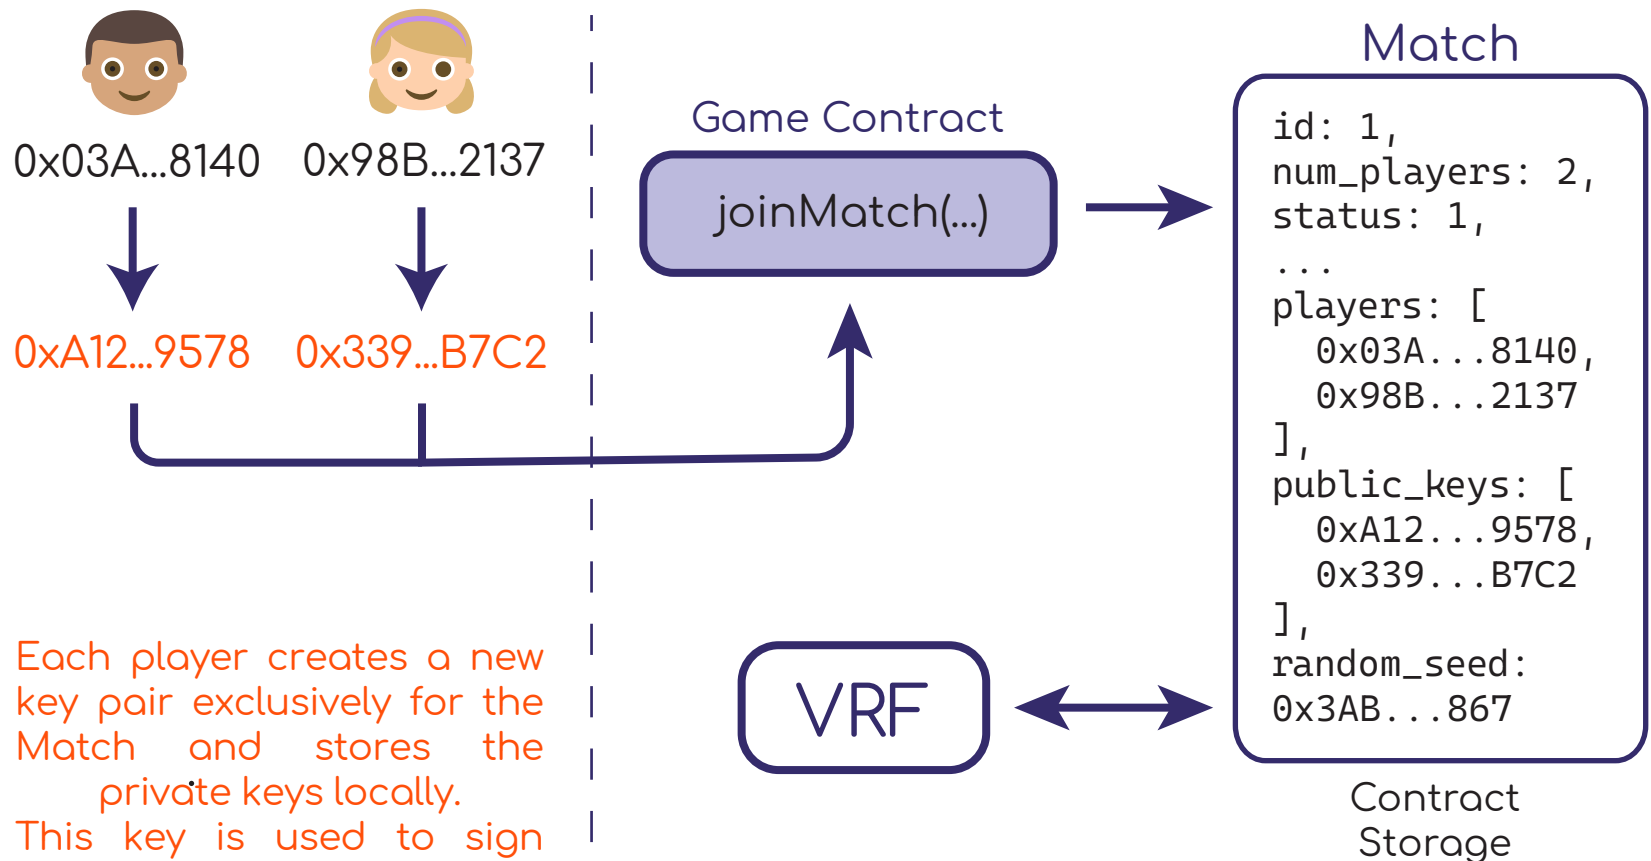 0x03A...8140
0x98B...2137
0xA12...9578
0x339...B7C2
Each player creates a new
key pair exclusively for the
Match and stores the
private keys locally.
This key is used to sign
Game Contract
joinMatch(...)
VRF
Match
id: 1,
num_players: 2,
status: 1,
...
players: [
0x03A...8140,
0x98B...2137
],
public_keys: [
0xA12...9578,
0x339...B7C2
],
random_seed:
0x3AB...867
Contract
Storage